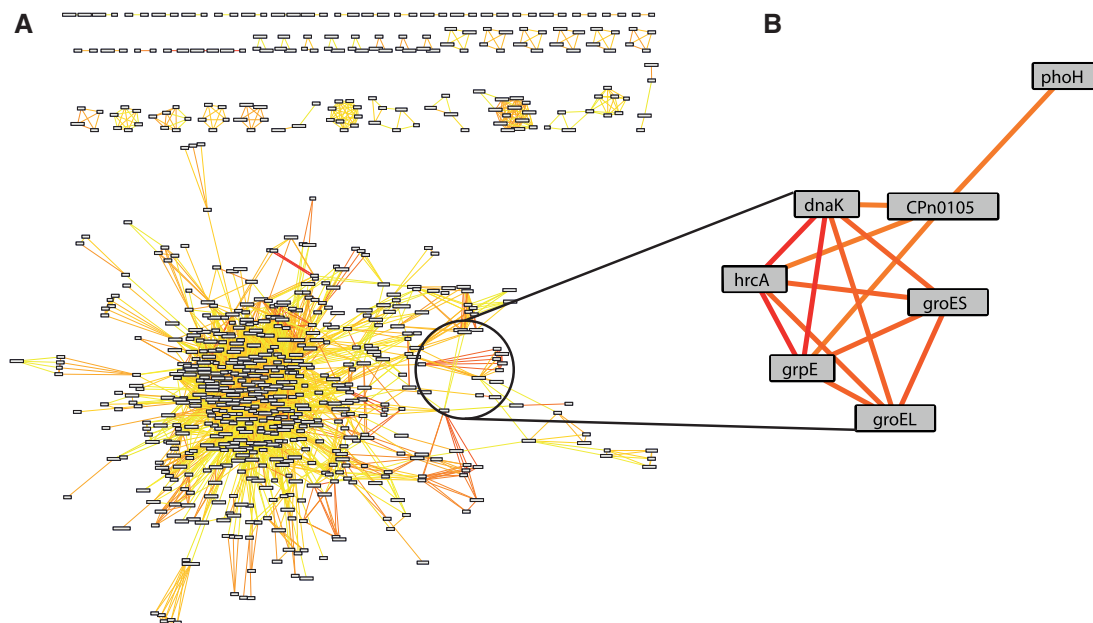 A
B
phoH
dnaK
CPn0105
hrcA
groES
grpE
groEL